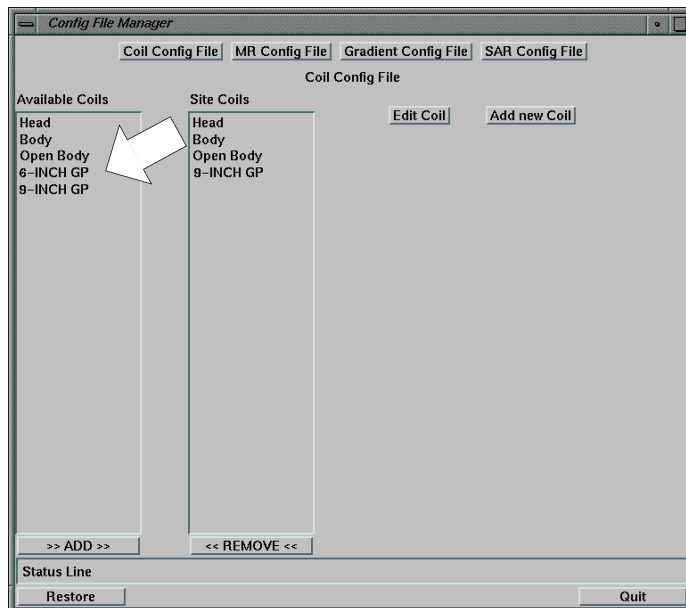 Config File Manager
Coil Config File MR Config File Gradient Config File SAR Config File
Coil Config File
Available Coils
Head
Body
Open Body
6-INCH GP
9-INCH GP
>> ADD >>
Site Coils
Head
Body
Open Body
9-INCH GP
<< REMOVE <<
Edit Coil Add new Coil
Status Line
Restore Quit